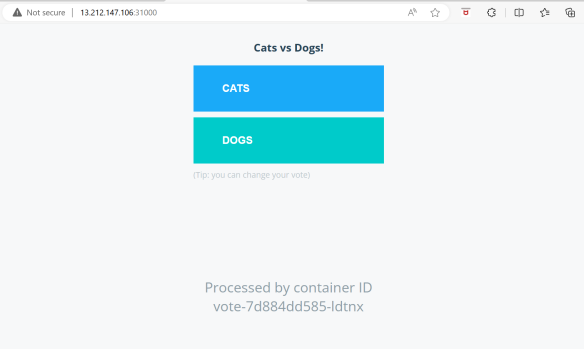 Not secure | 13.212.147.106:31000
Cats vs Dogs!
CATS
DOGS
(Tip: you can change your vote)
Processed by container ID
vote-7d884dd585-ldtnx